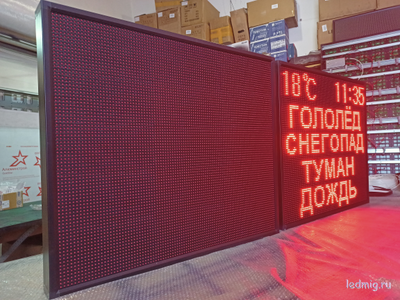 18°C 11:35
ГОЛОЛЁД
СНЕГОПАД
ТУМАН
ДОЖДЬ
ledmig.ru